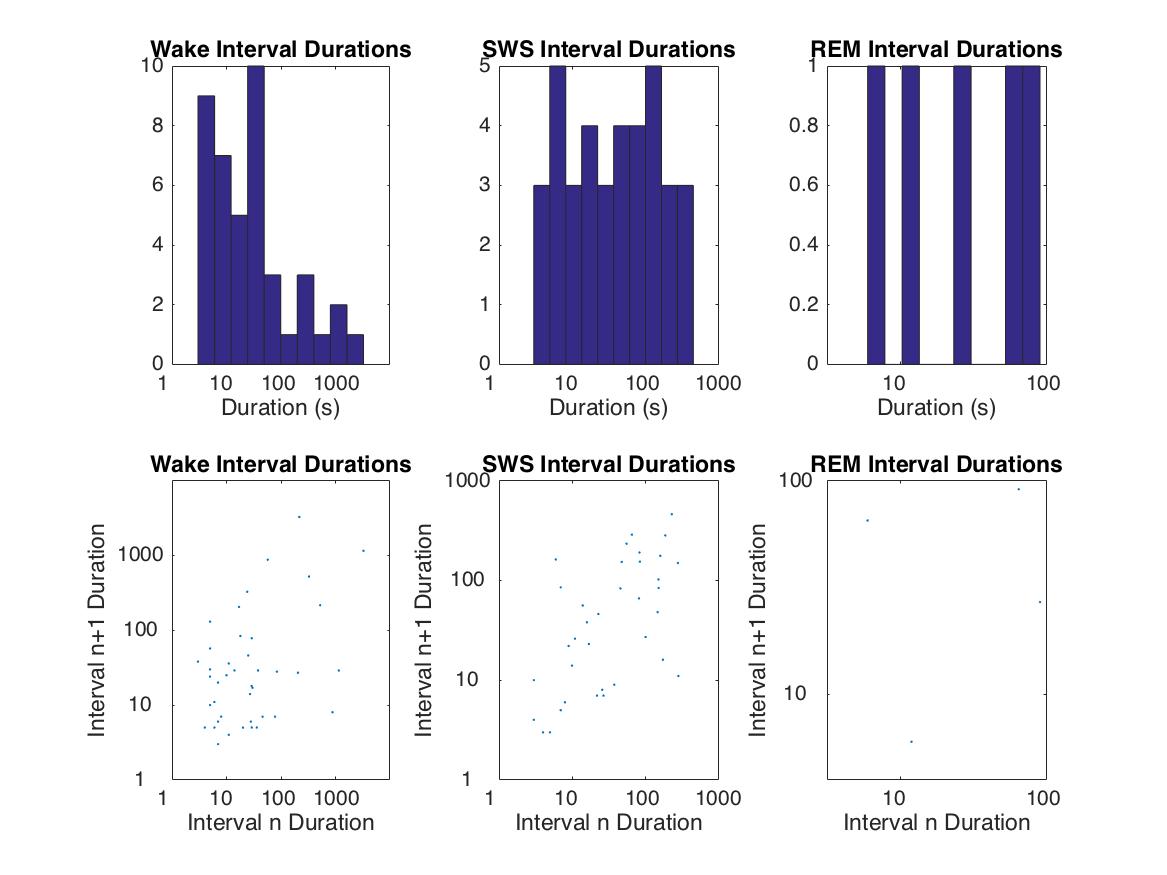 Wake Interval Durations
SWS Interval Durations
REM Interval Durations
10
8
6
4
2
0
1 10 100 1000
Duration (s)
5
4
3
2
1
0
1 10 100 1000
Duration (s)
1
0.8
0.6
0.4
0.2
0
10 100
Duration (s)
Wake Interval Durations
SWS Interval Durations
REM Interval Durations
Interval n+1 Duration
1000
100
10
1
1 10 100 1000
Interval n Duration
Interval n+1 Duration
1000
100
10
1
1 10 100 1000
Interval n Duration
Interval n+1 Duration
100
10
10 100
Interval n Duration